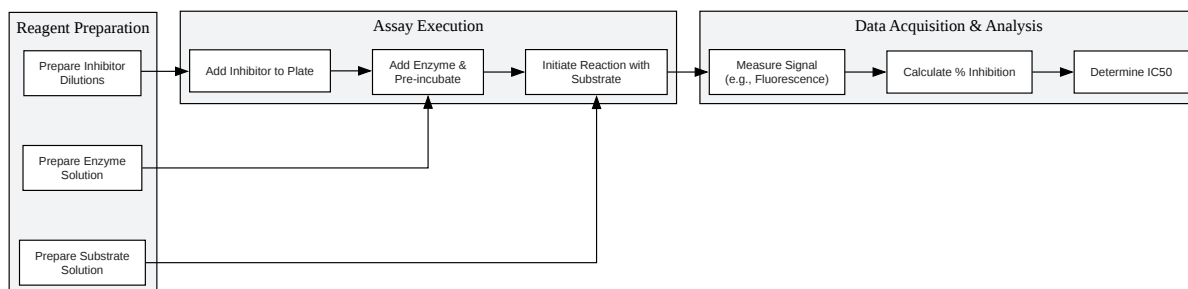 Reagent Preparation
Prepare Inhibitor
Dilutions
Prepare Enzyme
Solution
Prepare Substrate
Solution
Assay Execution
Add Inhibitor to Plate
Add Enzyme &
Pre-incubate
Initiate Reaction with
Substrate
Data Acquisition & Analysis
Measure Signal
(e.g., Fluorescence)
Calculate % Inhibition
Determine IC50